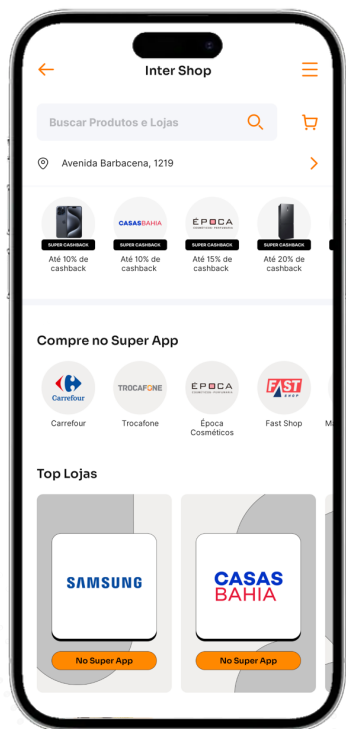 Inter Shop
Buscar Produtos e Lojas
Avenida Barbacena, 1219
CASASBAHIA
ÉPOCA
SUPER CASHBACK
SUPER CASHBACK
SUPER CASHBACK
SUPER CASHBACK
Até 10% de
cashback
Até 10% de
cashback
Até 15% de
cashback
Até 20% de
cashback
Compre no Super App
Carrefour
TROCAFONE
ÉPOCA
FAST
SHOP
Carrefour
Trocafone
Época
Cosméticos
Fast Shop
Top Lojas
SAMSUNG
CASAS
BAHIA
No Super App
No Super App